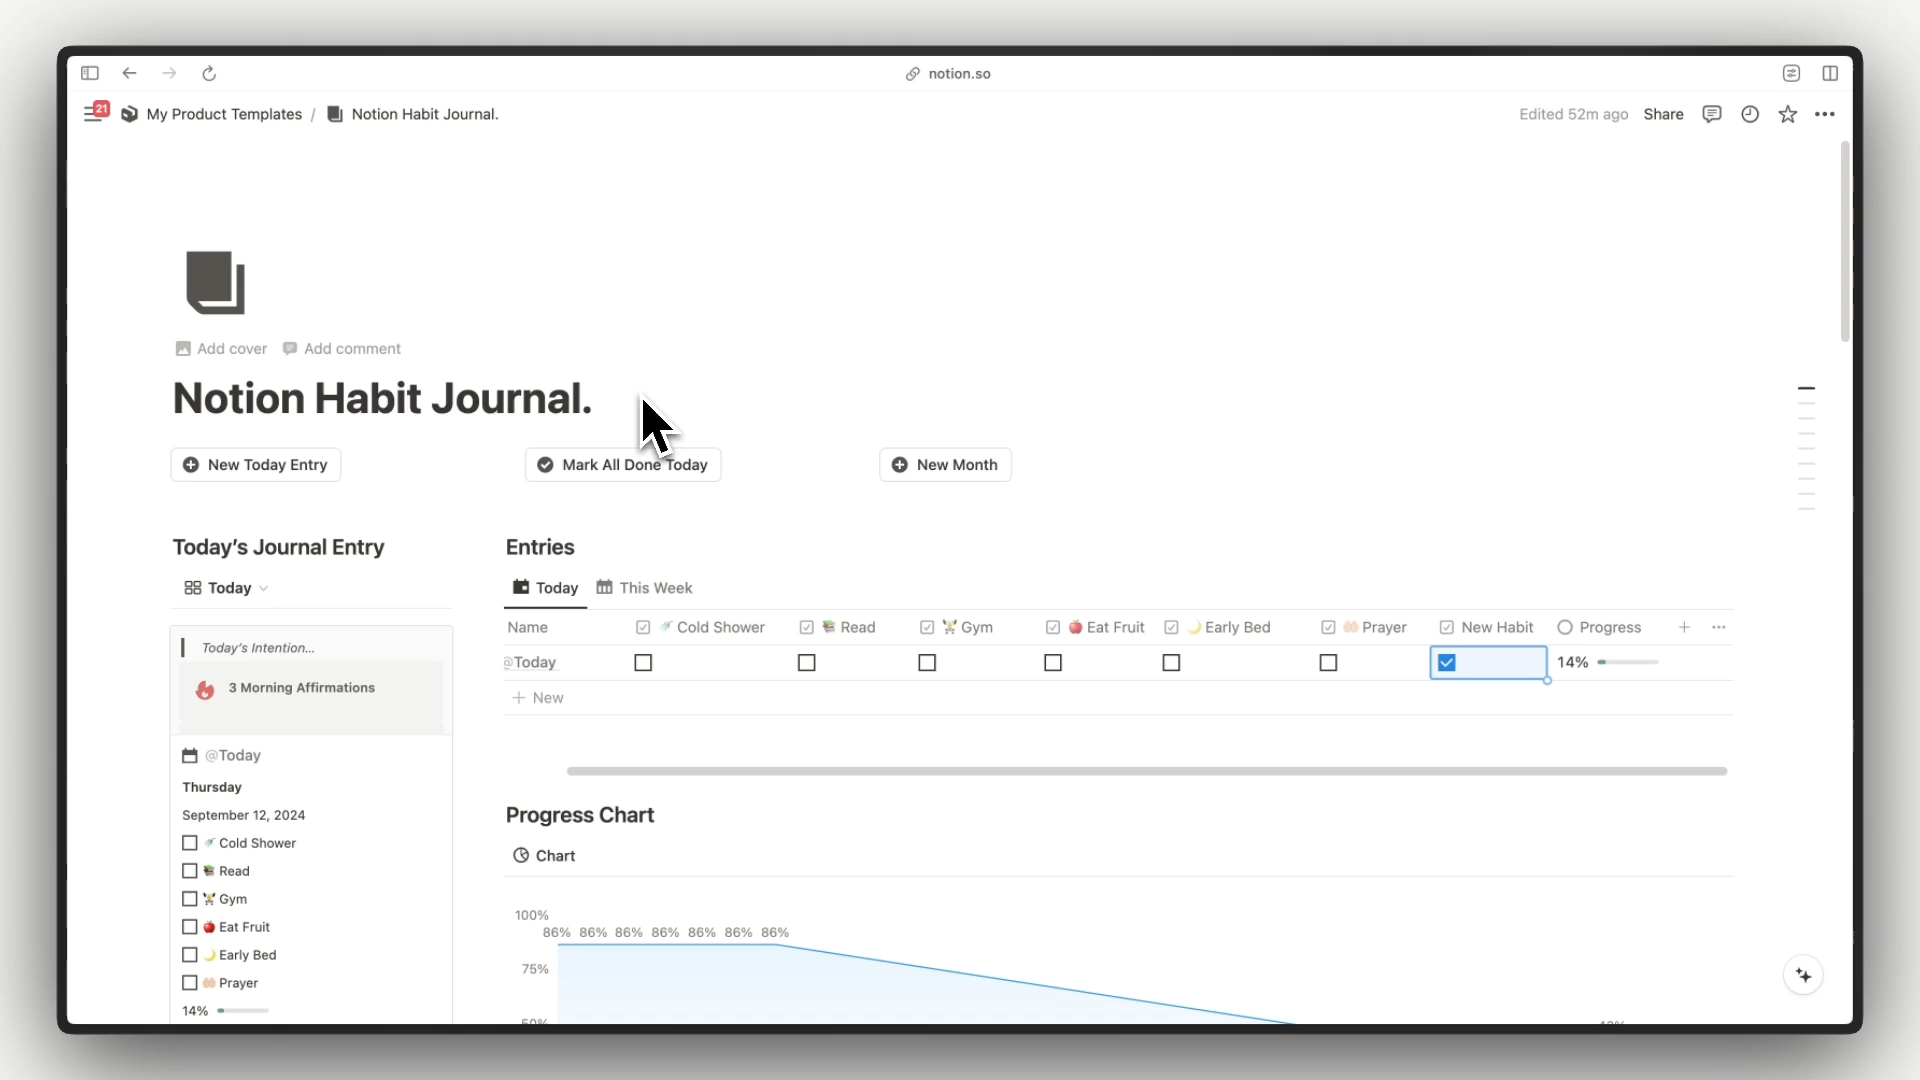 notion.so
21
My Product Templates / Notion Habit Journal.
Edited 52m ago Share
Add cover Add comment
Notion Habit Journal.
New Today Entry
Mark All Done Today
New Month
Today's Journal Entry
Today
Today's Intention...
3 Morning Affirmations
@Today
Thursday
September 12, 2024
Cold Shower
Read
Gym
Eat Fruit
Early Bed
Prayer
14%
Entries
Today This Week
Name Cold Shower Read Gym Eat Fruit Early Bed Prayer New Habit Progress
@Today 14%
New
Progress Chart
Chart
100%
86% 86% 86% 86% 86% 86% 86%
75%